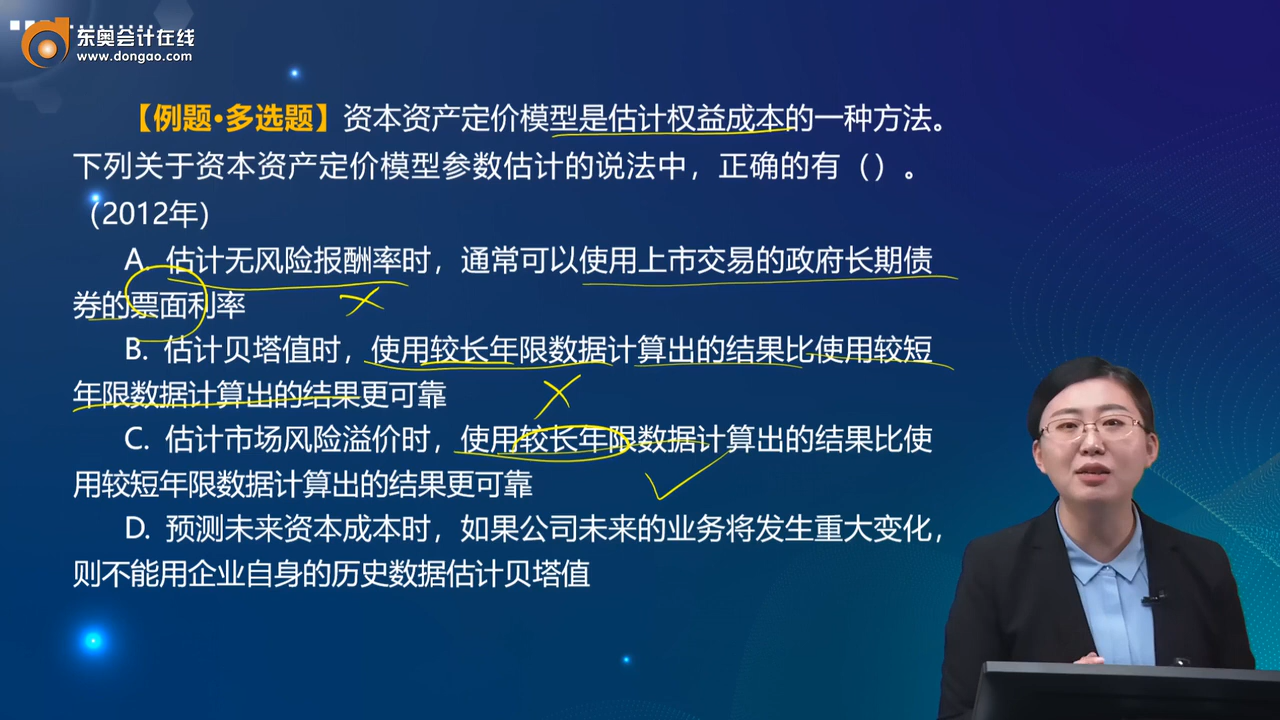 东奥会计在线
www.dongao.com
【例题•多选题】资本资产定价模型是估计权益成本的一种方法。
下列关于资本资产定价模型参数估计的说法中，正确的有（）。
（2012年）
A. 估计无风险报酬率时，通常可以使用上市交易的政府长期债
券的票面利率
B. 估计贝塔值时，使用较长年限数据计算出的结果比使用较短
年限数据计算出的结果更可靠
C. 估计市场风险溢价时，使用较长年限数据计算出的结果比使
用较短年限数据计算出的结果更可靠
D. 预测未来资本成本时，如果公司未来的业务将发生重大变化，
则不能用企业自身的历史数据估计贝塔值